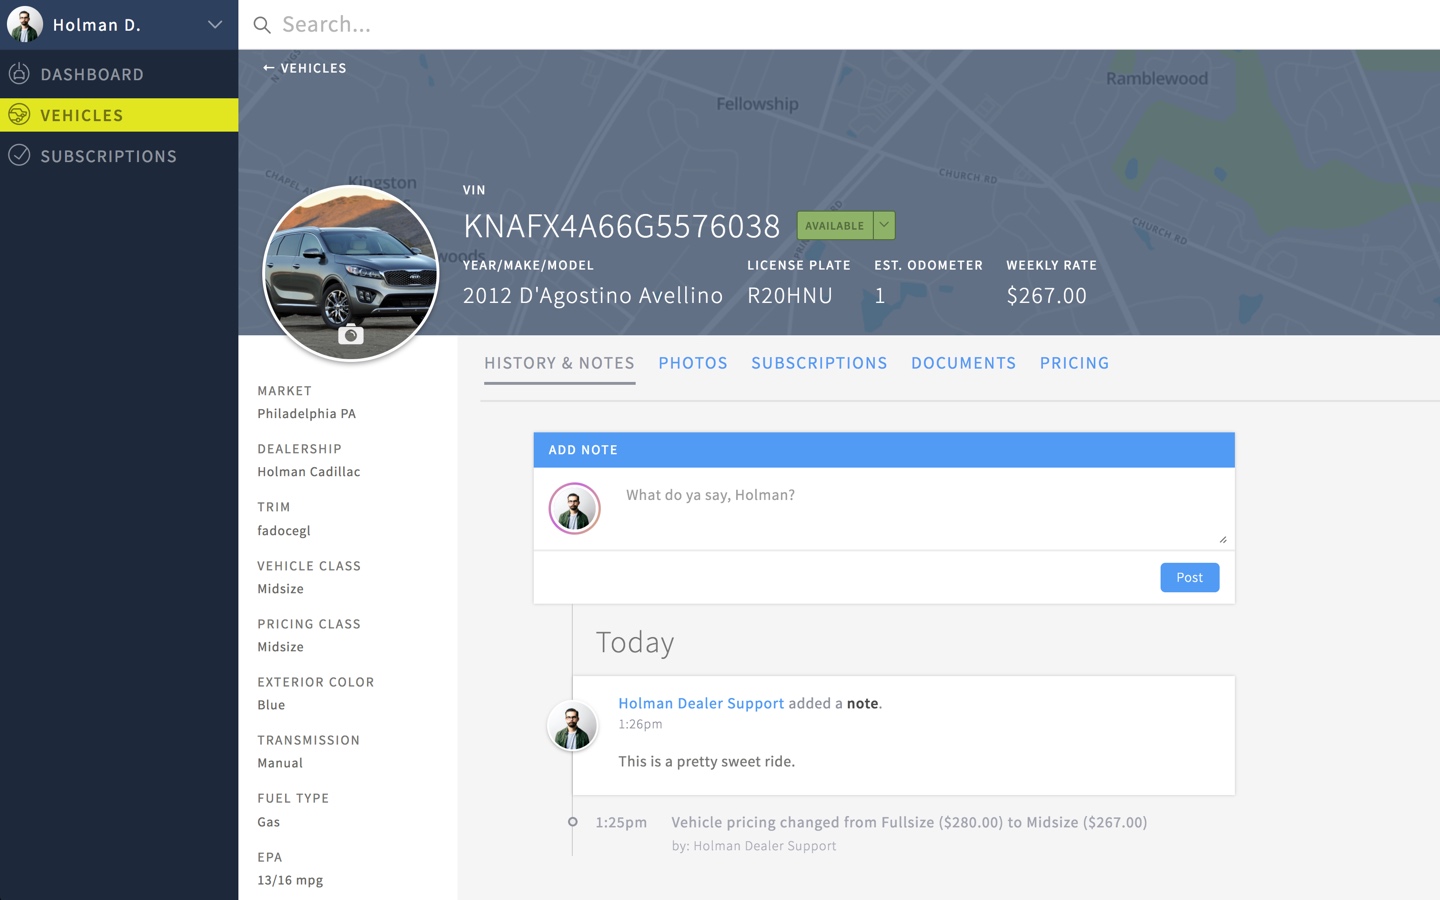 Holman D.
Search...
DASHBOARD
VEHICLES
SUBSCRIPTIONS
← VEHICLES
Ramblewood
Fellowship
CHURCH RD
CHURCH RD
CHAPEL
Kingston
woods
VIN
KNAFX4A66G5576038
AVAILABLE
YEAR/MAKE/MODEL
LICENSE PLATE
EST. ODOMETER
WEEKLY RATE
2012 D'Agostino Avellino
R20HNU
1
$267.00
HISTORY & NOTES
PHOTOS
SUBSCRIPTIONS
DOCUMENTS
PRICING
MARKET
Philadelphia PA
DEALERSHIP
Holman Cadillac
TRIM
fadocegl
VEHICLE CLASS
Midsize
PRICING CLASS
Midsize
EXTERIOR COLOR
Blue
TRANSMISSION
Manual
FUEL TYPE
Gas
EPA
13/16 mpg
ADD NOTE
What do ya say, Holman?
Post
Today
Holman Dealer Support added a note.
1:26pm
This is a pretty sweet ride.
1:25pm Vehicle pricing changed from Fullsize ($280.00) to Midsize ($267.00)
by: Holman Dealer Support